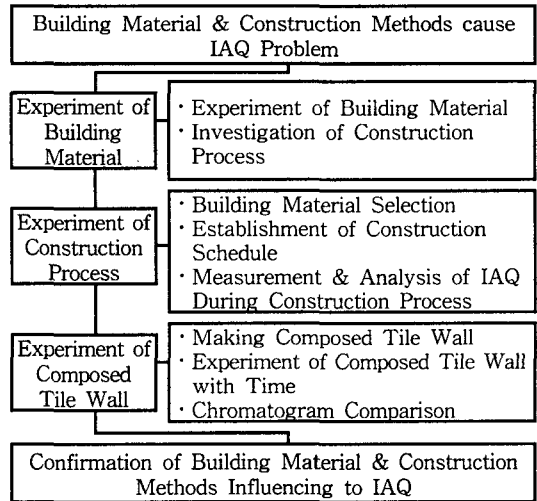 Building Material & Construction Methods cause
IAQ Problem
Experiment of
Building
Material
· Experiment of Building Material
· Investigation of Construction
Process
Experiment of
Construction
Process
· Building Material Selection
· Establishment of Construction
Schedule
· Measurement & Analysis of IAQ
During Construction Process
Experiment of
Composed
Tile Wall
· Making Composed Tile Wall
· Experiment of Composed Tile Wall
with Time
· Chromatogram Comparison
Confirmation of Building Material & Construction
Methods Influencing to IAQ